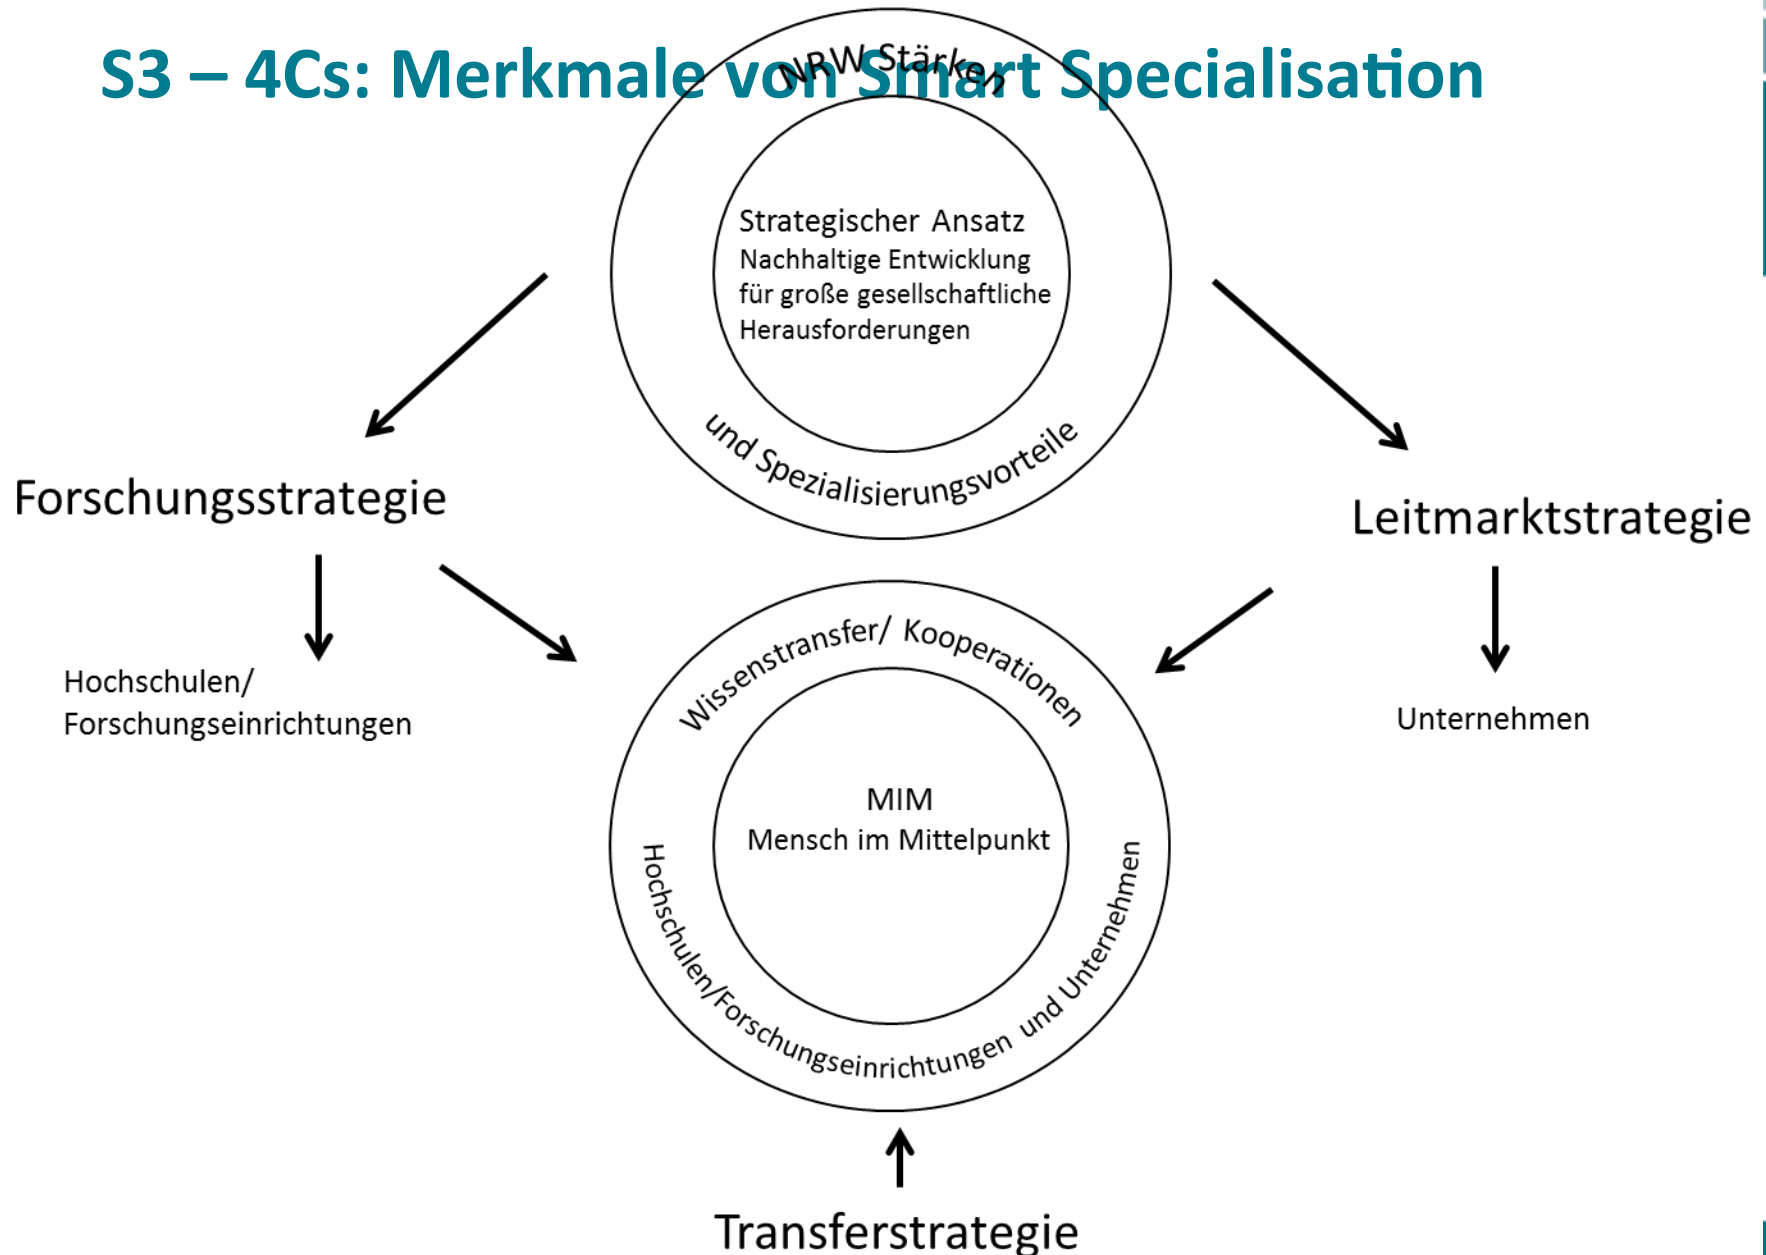 S3 – 4Cs: Merkmale von Smart Specialisation
NRW Stärken
Strategischer Ansatz
Nachhaltige Entwicklung
für große gesellschaftliche
Herausforderungen
und Spezialisierungsvorteile
Forschungsstrategie
Leitmarktstrategie
Hochschulen/
Forschungseinrichtungen
Unternehmen
Wissenstransfer/ Kooperationen
MIM
Mensch im Mittelpunkt
Hochschulen/Forschungseinrichtungen und Unternehmen
Transferstrategie